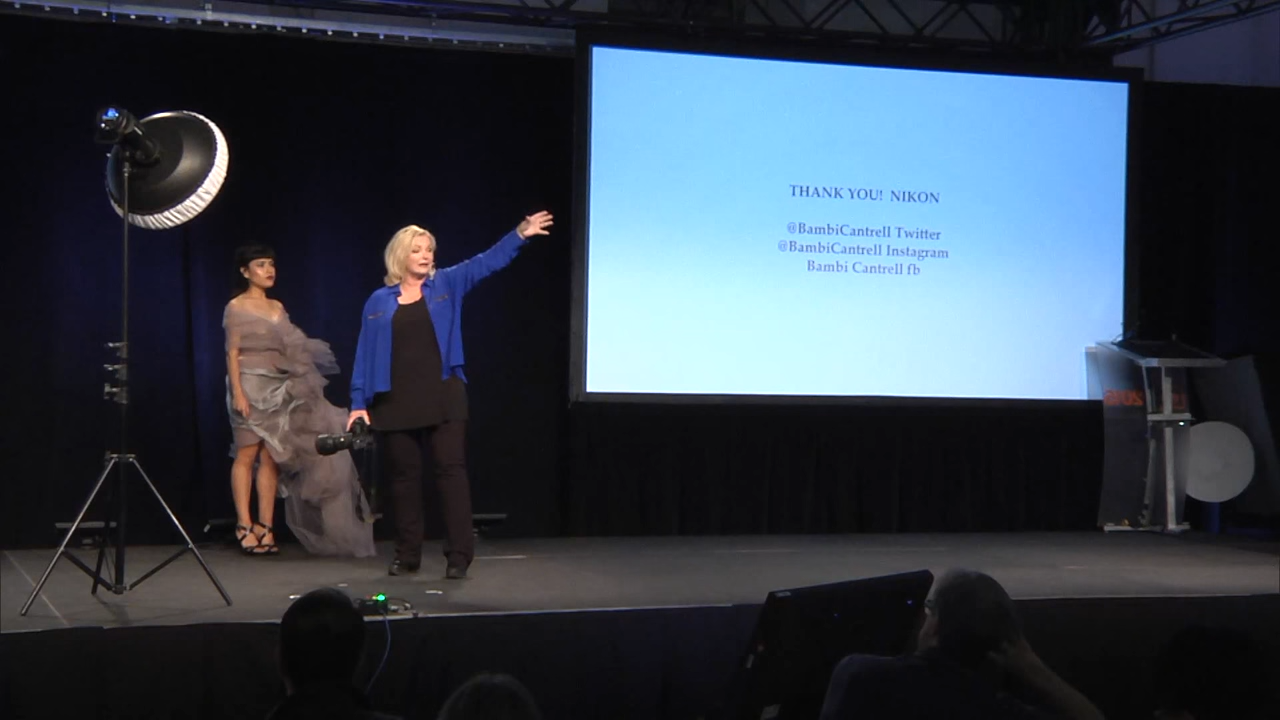 THANK YOU! NIKON
@BambiCantrell Twitter
@BambiCantrell Instagram
Bambi Cantrell fb